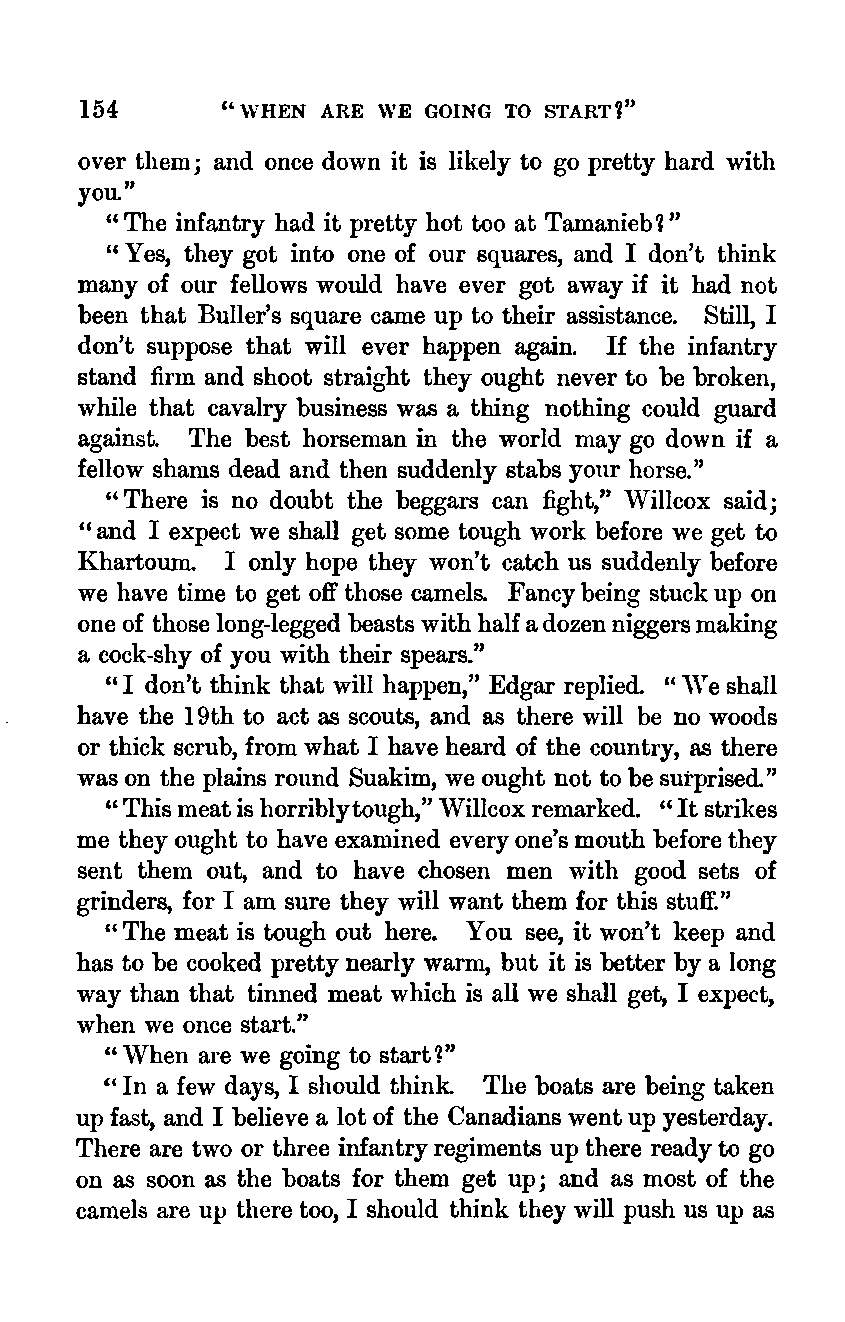 154 "WHEN ARE WE GOING TO START?"
over them; and once down it is likely to go pretty hard with
you."
"The infantry had it pretty hot too at Tamanieb?"
"Yes, they got into one of our squares, and I don't think
many of our fellows would have ever got away if it had not
been that Buller's square came up to their assistance. Still, I
don't suppose that will ever happen again. If the infantry
stand firm and shoot straight they ought never to be broken,
while that cavalry business was a thing nothing could guard
against. The best horseman in the world may go down if a
fellow shams dead and then suddenly stabs your horse."
"There is no doubt the beggars can fight," Willcox said;
"and I expect we shall get some tough work before we get to
Khartoum. I only hope they won't catch us suddenly before
we have time to get off those camels. Fancy being stuck up on
one of those long-legged beasts with half a dozen niggers making
a cock-shy of you with their spears."
"I don't think that will happen," Edgar replied. "We shall
have the 19th to act as scouts, and as there will be no woods
or thick scrub, from what I have heard of the country, as there
was on the plains round Suakim, we ought not to be surprised."
"This meat is horribly tough," Willcox remarked. "It strikes
me they ought to have examined every one's mouth before they
sent them out, and to have chosen men with good sets of
grinders, for I am sure they will want them for this stuff."
"The meat is tough out here. You see, it won't keep and
has to be cooked pretty nearly warm, but it is better by a long
way than that tinned meat which is all we shall get, I expect,
when we once start."
"When are we going to start?"
"In a few days, I should think. The boats are being taken
up fast, and I believe a lot of the Canadians went up yesterday.
There are two or three infantry regiments up there ready to go
on as soon as the boats for them get up; and as most of the
camels are up there too, I should think they will push us up as